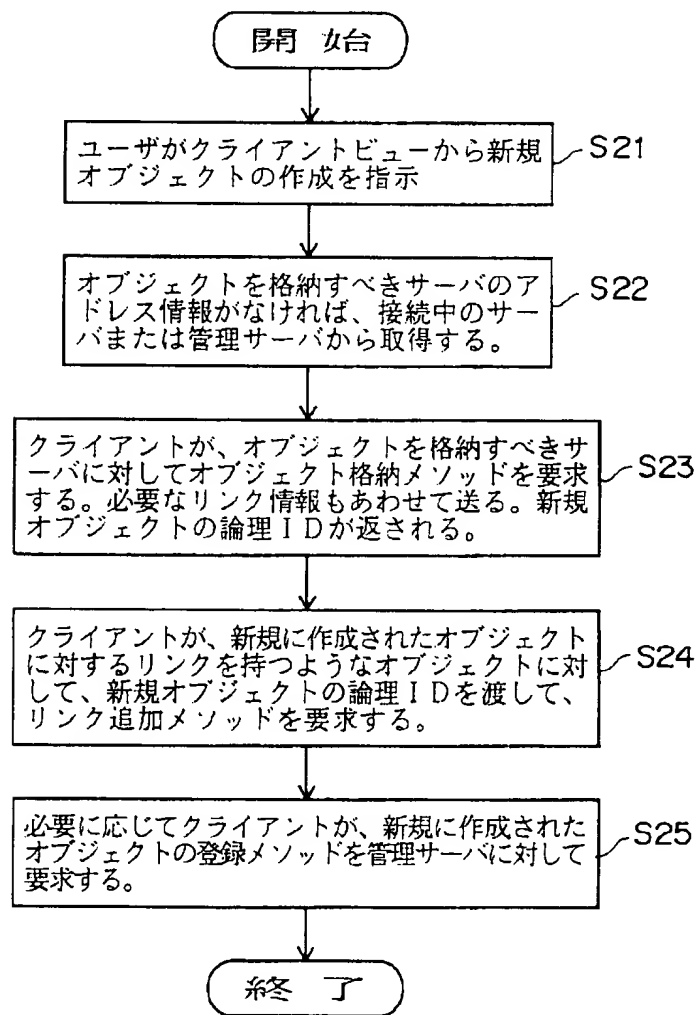 開 始
ユーザがクライアントビューから新規
オブジェクトの作成を指示
S21
オブジェクトを格納すべきサーバのア
ドレス情報がなければ、接続中のサー
バまたは管理サーバから取得する。
S22
クライアントが、オブジェクトを格納すべきサ
ーバに対してオブジェクト格納メソッドを要求
する。必要なリンク情報もあわせて送る。新規
オブジェクトの論理IDが返される。
S23
クライアントが、新規に作成されたオブジェクト
に対するリンクを持つようなオブジェクトに対
して、新規オブジェクトの論理IDを渡して、
リンク追加メソッドを要求する。
S24
必要に応じてクライアントが、新規に作成された
オブジェクトの登録メソッドを管理サーバに対して
要求する。
S25
終 了